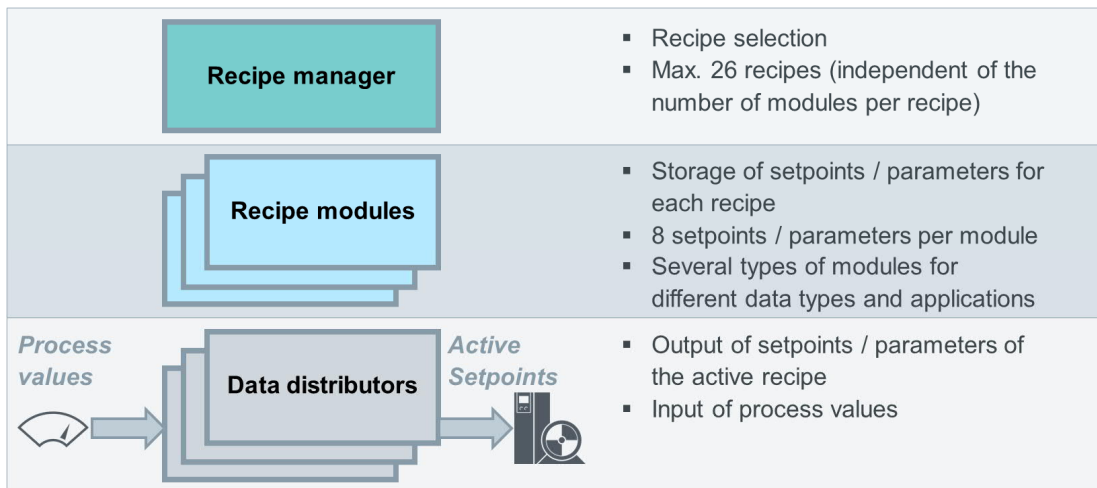 Recipe manager
▪ Recipe selection
▪ Max. 26 recipes (independent of the
number of modules per recipe)
Recipe modules
▪ Storage of setpoints / parameters for
each recipe
▪ 8 setpoints / parameters per module
▪ Several types of modules for
different data types and applications
Process
values
Data distributors
Active
Setpoints
▪ Output of setpoints / parameters of
the active recipe
▪ Input of process values